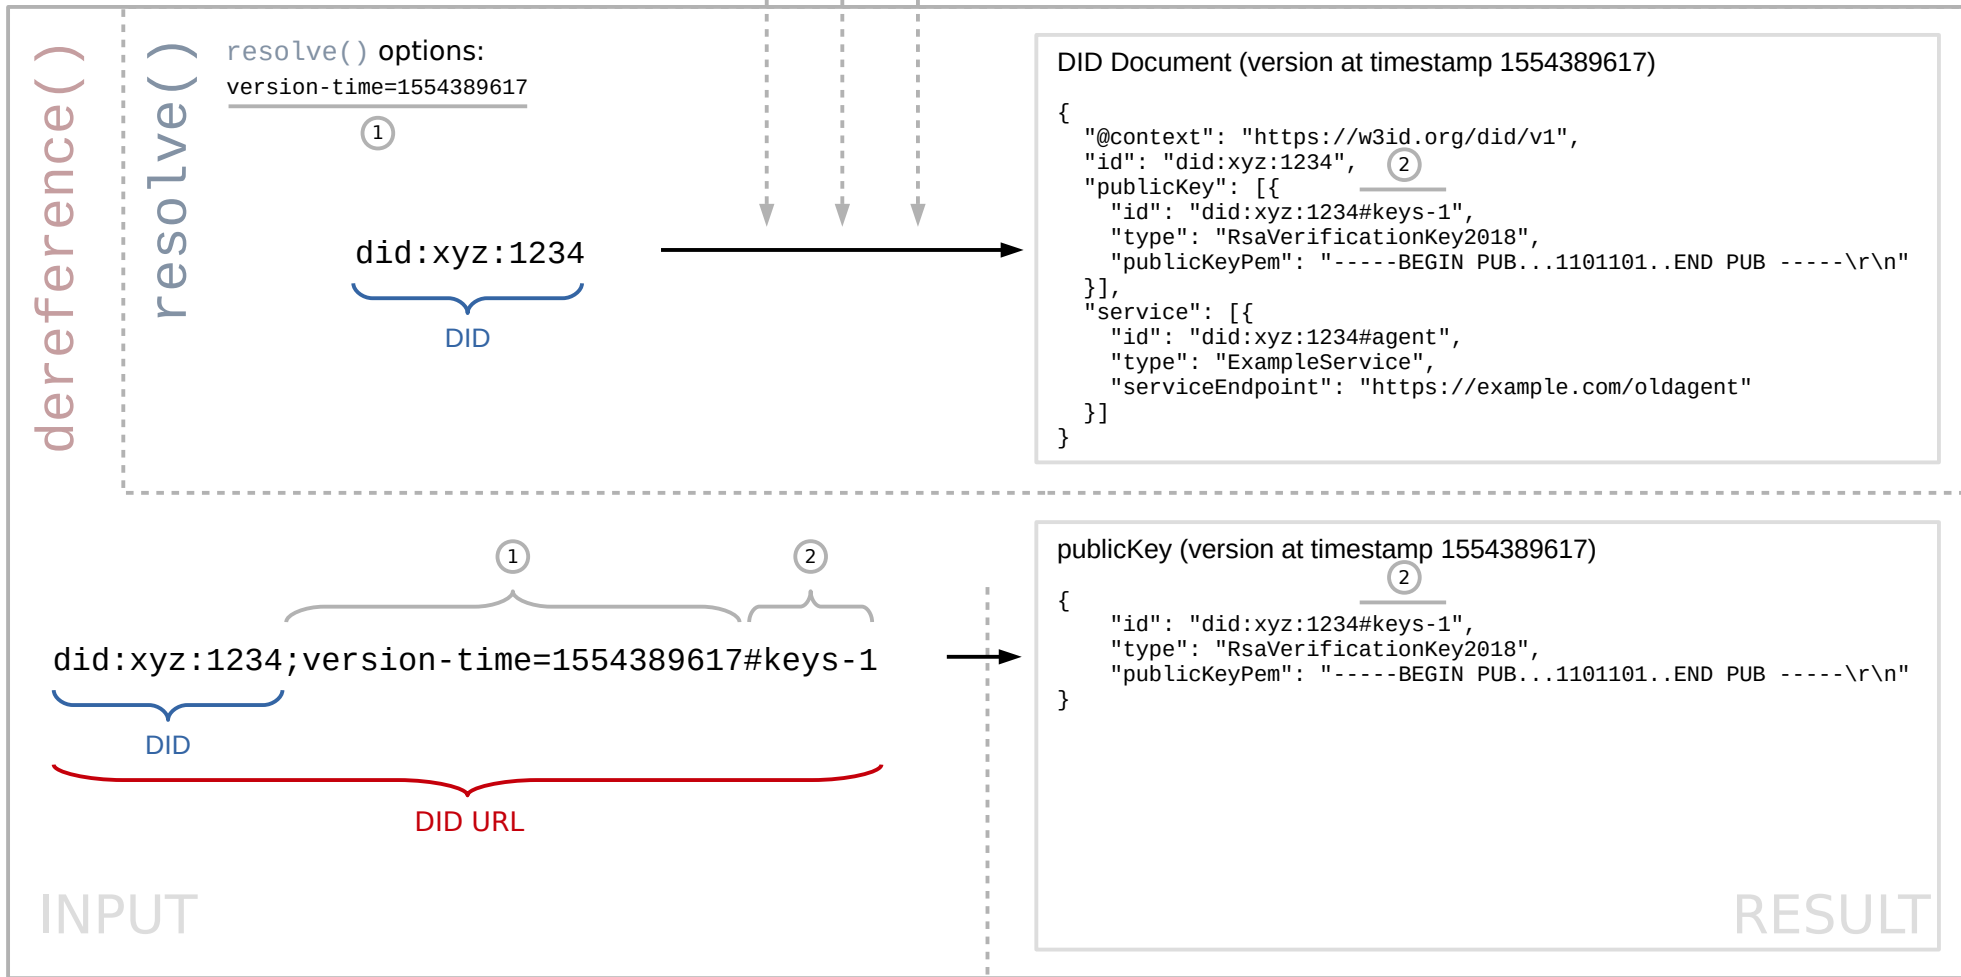 dereference()
resolve()
resolve() options:
version-time=1554389617
1
did:xyz:1234
DID
DID Document (version at timestamp 1554389617)
{
  "@context": "https://w3id.org/did/v1",
  "id": "did:xyz:1234",
2
  "publicKey": [{
    "id": "did:xyz:1234#keys-1",
    "type": "RsaVerificationKey2018",
    "publicKeyPem": "-----BEGIN PUB...1101101..END PUB -----\r\n"
  }],
  "service": [{
    "id": "did:xyz:1234#agent",
    "type": "ExampleService",
    "serviceEndpoint": "https://example.com/oldagent"
  }]
}
1
2
did:xyz:1234;version-time=1554389617#keys-1
DID
DID URL
INPUT
publicKey (version at timestamp 1554389617)
2
{
    "id": "did:xyz:1234#keys-1",
    "type": "RsaVerificationKey2018",
    "publicKeyPem": "-----BEGIN PUB...1101101..END PUB -----\r\n"
}
RESULT